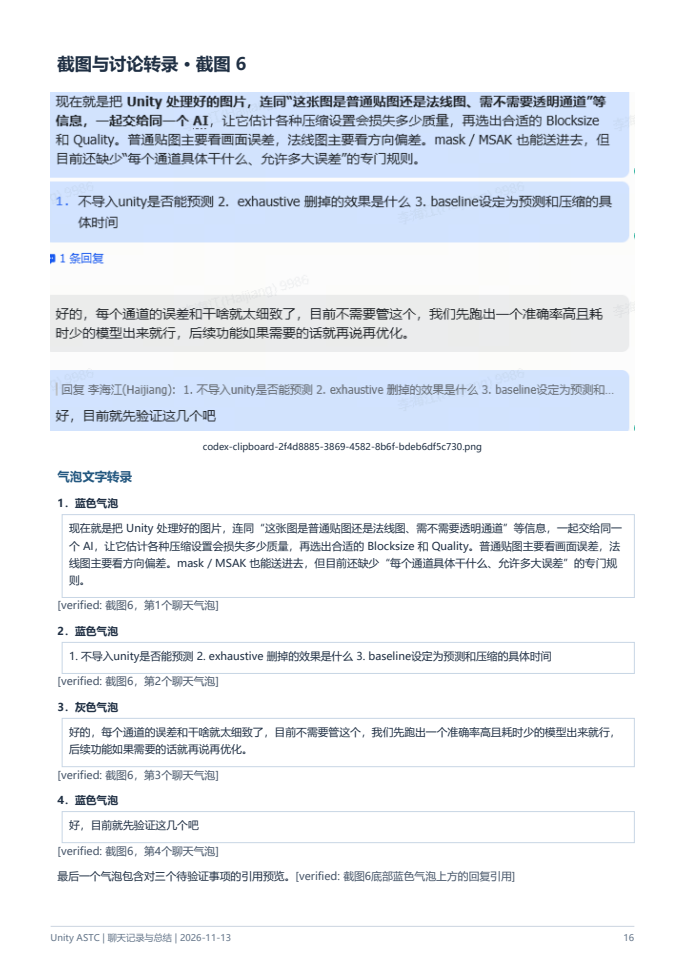 截图与讨论转录 • 截图 6
现在就是把 Unity 处理好的图片，连同“这张图是普通贴图还是法线图、需不需要透明通道”等
信息，一起交给同一个 AI，让它估计各种压缩设置会损失多少质量，再选出合适的 Blocksize
和 Quality。普通贴图主要看画面误差，法线图主要看方向偏差。mask / MSAK 也能送进去，但
目前还缺少“每个通道具体干什么、允许多大误差”的专门规则。
1. 不导入unity是否能预测 2. exhaustive 删掉的效果是什么 3. baseline设定为预测和压缩的具
体时间
1 条回复
好的，每个通道的误差和干啥就太细致了，目前不需要管这个，我们先跑出一个准确率高且耗
时少的模型出来就行，后续功能如果需要的话就再说再优化。
回复 李海江(Haijiang)： 1. 不导入unity是否能预测 2. exhaustive 删掉的效果是什么 3. baseline设定为预测和...
好，目前就先验证这几个吧
codex-clipboard-2f4d8885-3869-4582-8b6f-bdeb6df5c730.png
气泡文字转录
1. 蓝色气泡
现在就是把 Unity 处理好的图片，连同“这张图是普通贴图还是法线图、需不需要透明通道”等信息，一起交给同一
个 AI，让它估计各种压缩设置会损失多少质量，再选出合适的 Blocksize 和 Quality。普通贴图主要看画面误差，法
线图主要看方向偏差。mask / MSAK 也能送进去，但目前还缺少“每个通道具体干什么、允许多大误差”的专门规
则。
[verified: 截图6，第1个聊天气泡]
2. 蓝色气泡
1. 不导入unity是否能预测 2. exhaustive 删掉的效果是什么 3. baseline设定为预测和压缩的具体时间
[verified: 截图6，第2个聊天气泡]
3. 灰色气泡
好的，每个通道的误差和干啥就太细致了，目前不需要管这个，我们先跑出一个准确率高且耗时少的模型出来就行，
后续功能如果需要的话就再说再优化。
[verified: 截图6，第3个聊天气泡]
4. 蓝色气泡
好，目前就先验证这几个吧
[verified: 截图6，第4个聊天气泡]
最后一个气泡包含对三个待验证事项的引用预览。[verified: 截图6底部蓝色气泡上方的回复引用]
Unity ASTC | 聊天记录与总结 | 2026-11-13
16